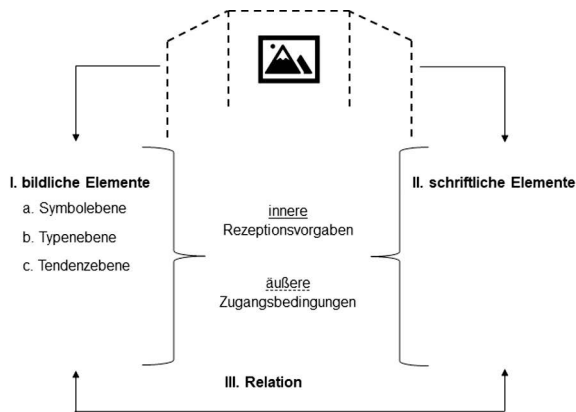 I. bildliche Elemente
a. Symbolebene
b. Typenebene
c. Tendenzebene
innere
Rezeptionsvorgaben
äußere
Zugangsbedingungen
II. schriftliche Elemente
III. Relation